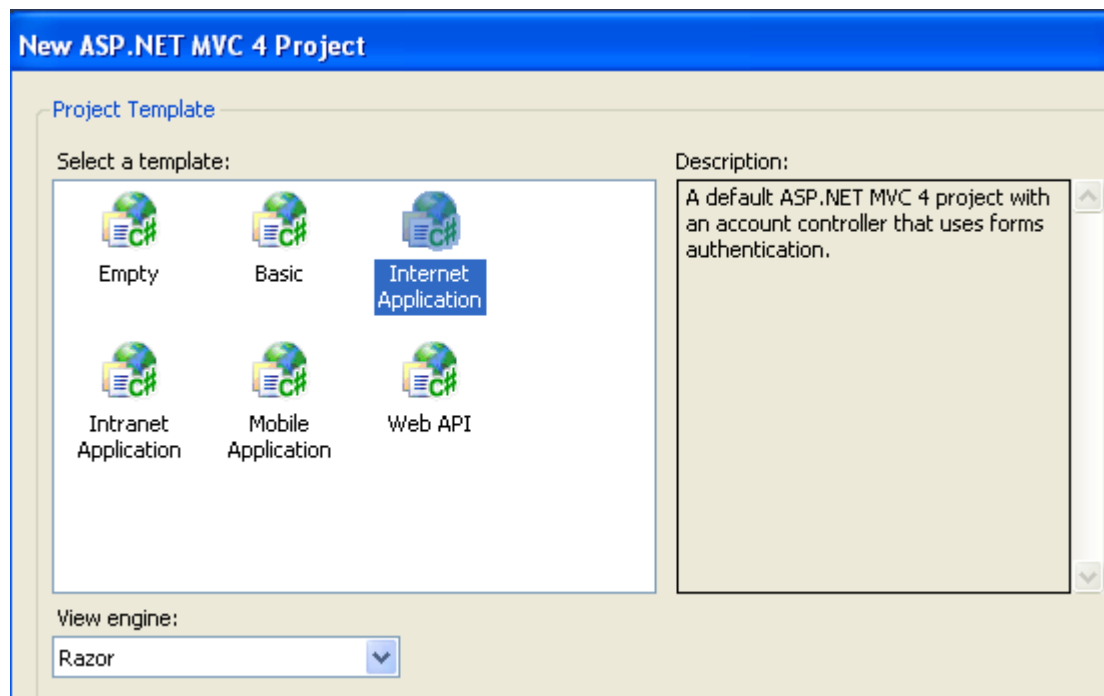 New ASP.NET MVC 4 Project
Project Template
Select a template:
Empty
Basic
Internet
Application
Intranet
Application
Mobile
Application
Web API
Description:
A default ASP.NET MVC 4 project with
an account controller that uses forms
authentication.
View engine:
Razor